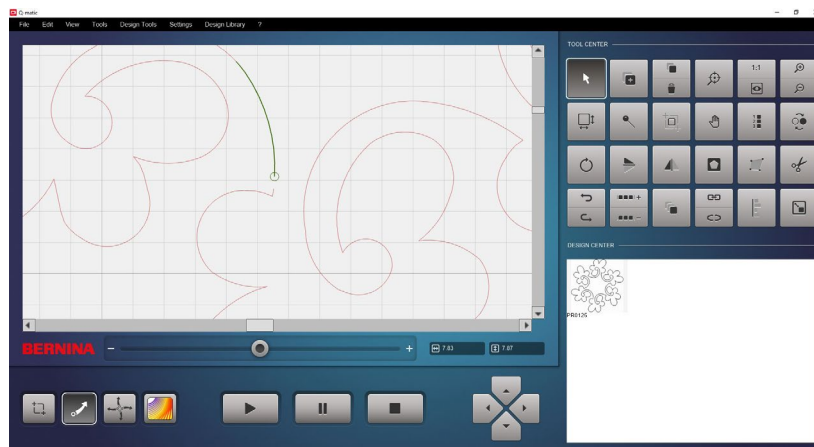 Q-matic
File Edit View Tools Design Tools Settings Design Library ?
TOOL CENTER
1:1
DESIGN CENTER
PR0125
BERNINA
- + 7.03 7.07